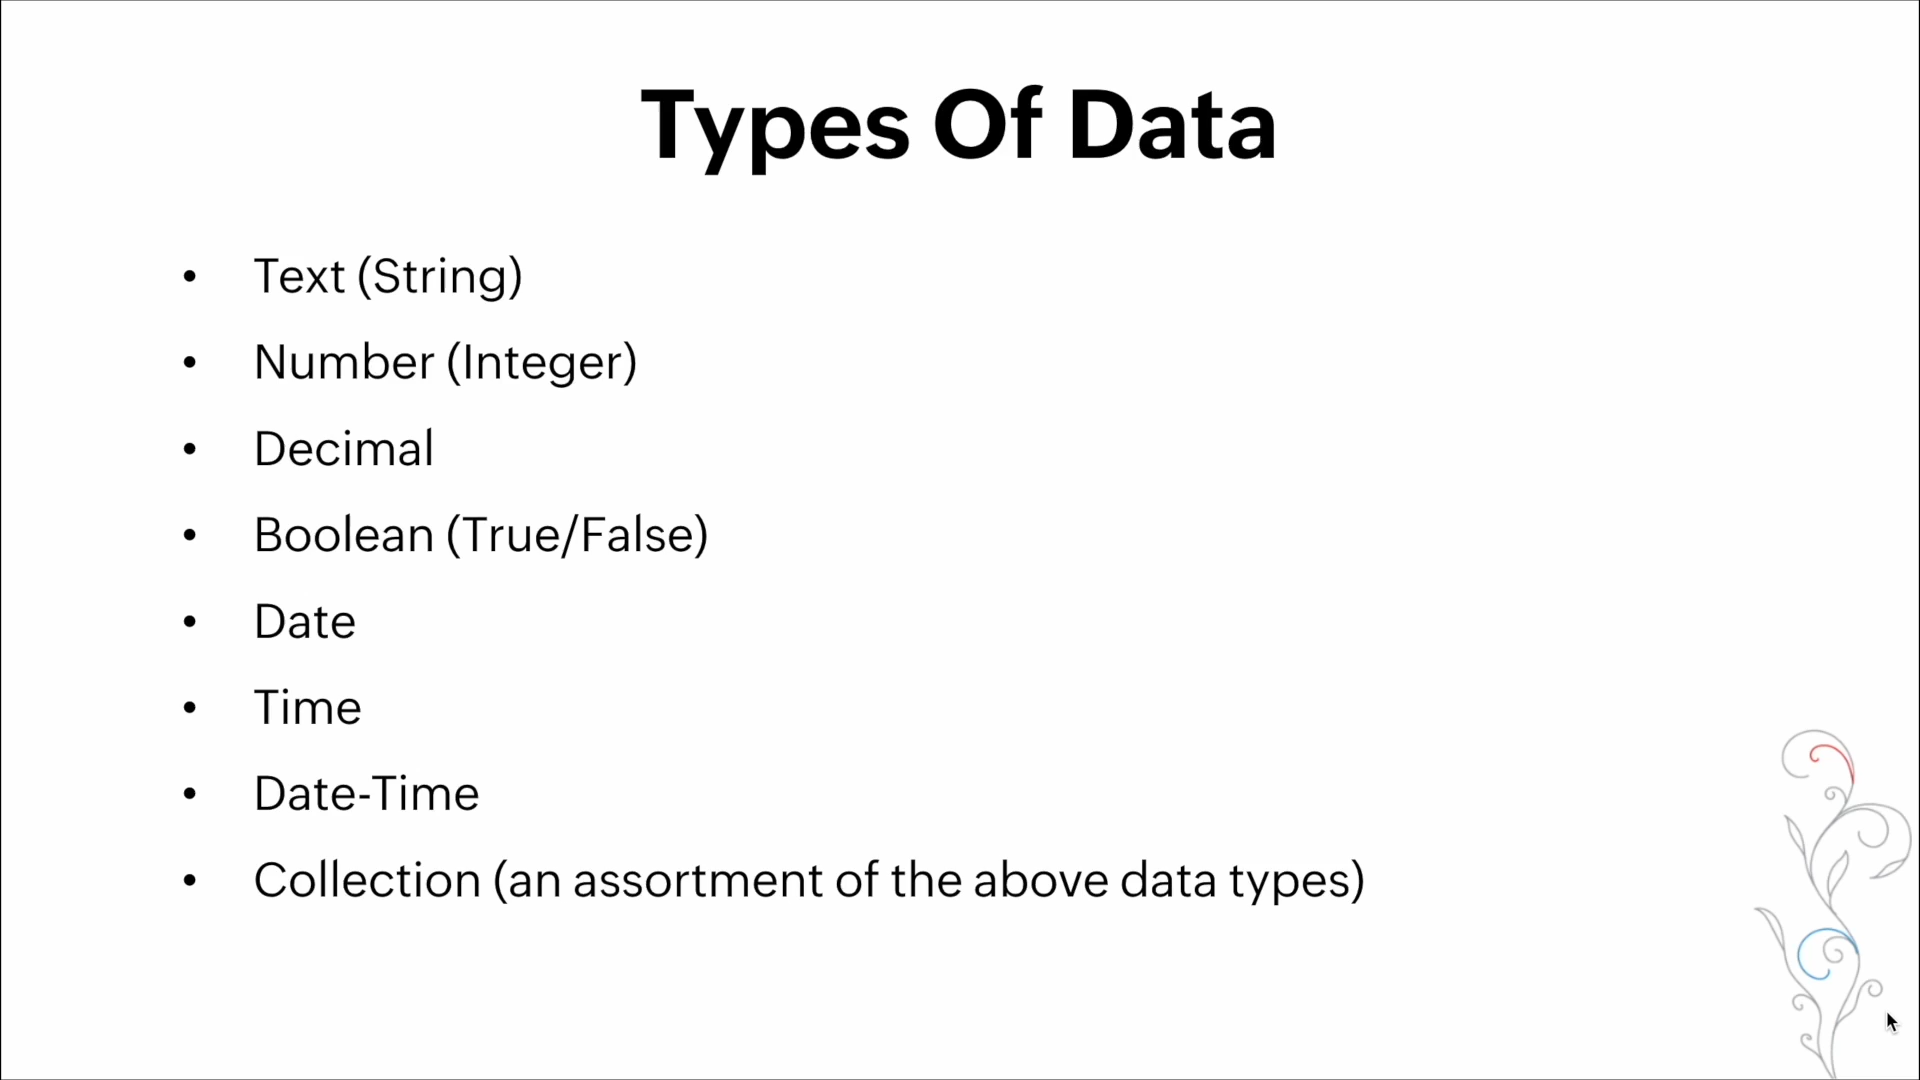 Types Of Data
• Text (String)
• Number (Integer)
• Decimal
• Boolean (True/False)
• Date
• Time
• Date-Time
• Collection (an assortment of the above data types)